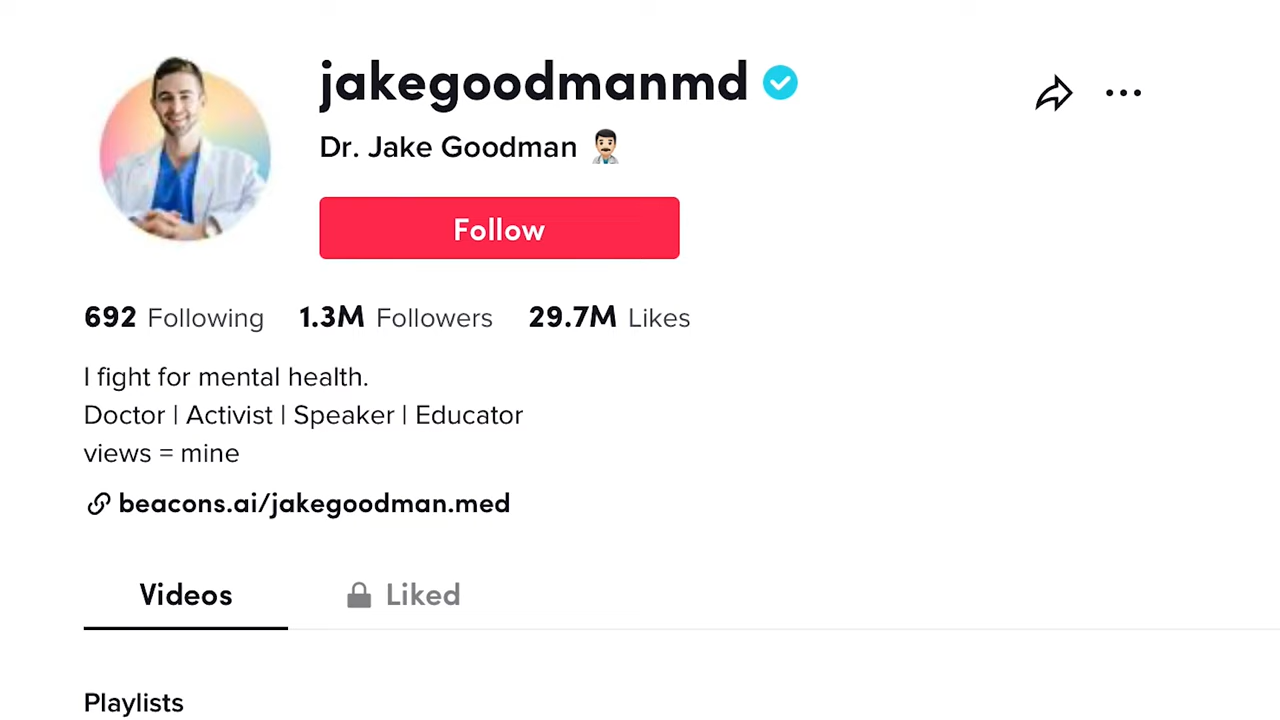 jakegoodmanmd
Dr. Jake Goodman 👨🏻‍⚕️
Follow
692 Following 1.3M Followers 29.7M Likes
I fight for mental health.
Doctor | Activist | Speaker | Educator
views = mine
beacons.ai/jakegoodman.med
Videos Liked
Playlists